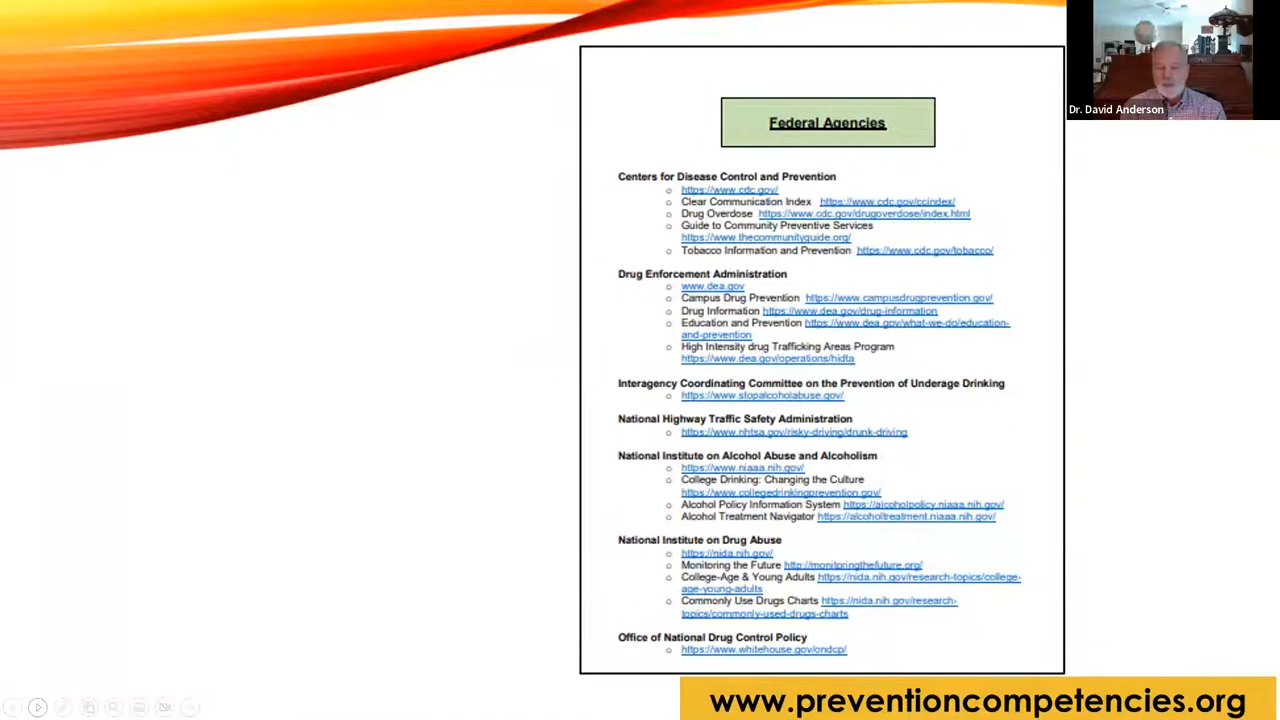 Dr. David Anderson
Federal Agencies
Centers for Disease Control and Prevention
o https://www.cdc.gov/
o Clear Communication Index https://www.cdc.gov/ccindex/
o Drug Overdose https://www.cdc.gov/drugoverdose/index.html
o Guide to Community Preventive Services
https://www.thecommunityguide.org/
o Tobacco Information and Prevention https://www.cdc.gov/tobacco/
Drug Enforcement Administration
o www.dea.gov
o Campus Drug Prevention https://www.campusdrugprevention.gov/
o Drug Information https://www.dea.gov/drug-information
o Education and Prevention https://www.dea.gov/what-we-do/education-
and-prevention
o High Intensity drug Trafficking Areas Program
https://www.dea.gov/operations/hidta
Interagency Coordinating Committee on the Prevention of Underage Drinking
o https://www.stopalcoholabuse.gov/
National Highway Traffic Safety Administration
o https://www.nhtsa.gov/risky-driving/drunk-driving
National Institute on Alcohol Abuse and Alcoholism
o https://www.niaaa.nih.gov/
o College Drinking: Changing the Culture
https://www.collegedrinkingprevention.gov/
o Alcohol Policy Information System https://alcoholpolicy.niaaa.nih.gov/
o Alcohol Treatment Navigator https://alcoholtreatment.niaaa.nih.gov/
National Institute on Drug Abuse
o https://nida.nih.gov/
o Monitoring the Future http://monitoringthefuture.org/
o College-Age & Young Adults https://nida.nih.gov/research-topics/college-
age-young-adults
o Commonly Use Drugs Charts https://nida.nih.gov/research-
topics/commonly-used-drugs-charts
Office of National Drug Control Policy
o https://www.whitehouse.gov/ondcp/
www.preventioncompetencies.org